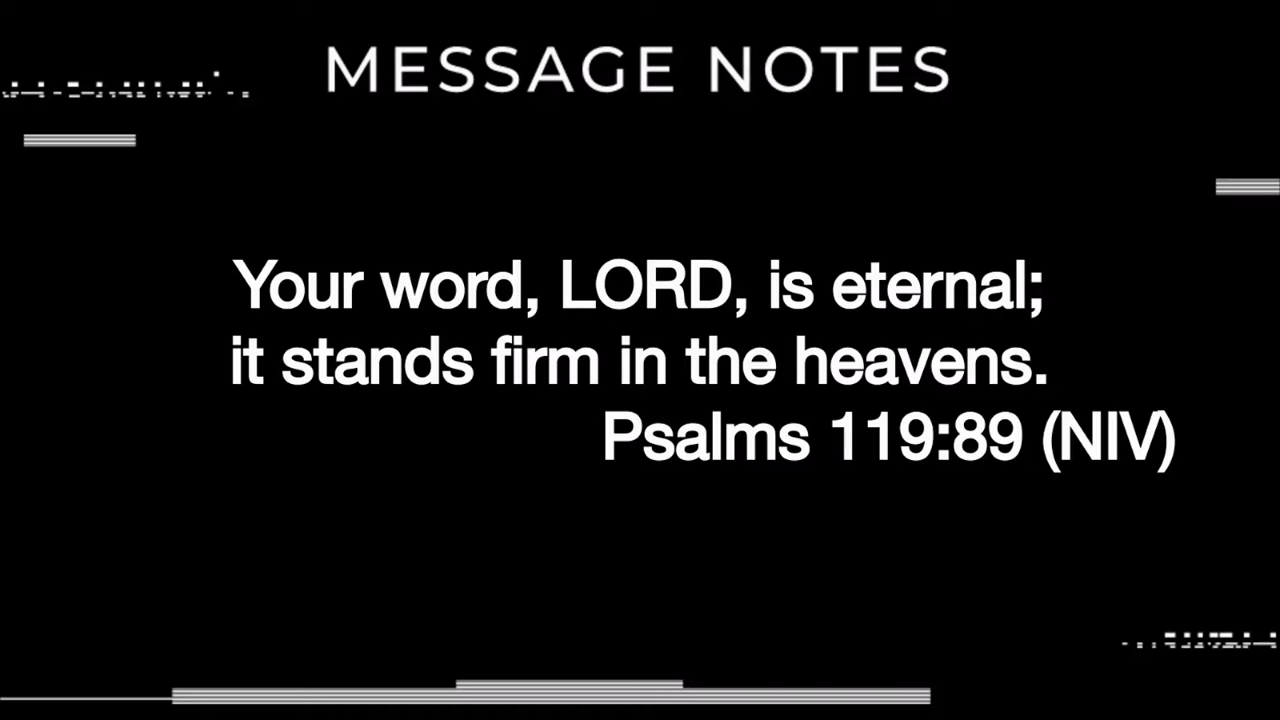 MESSAGE NOTES
Your word, LORD, is eternal;
it stands firm in the heavens.
Psalms 119:89 (NIV)